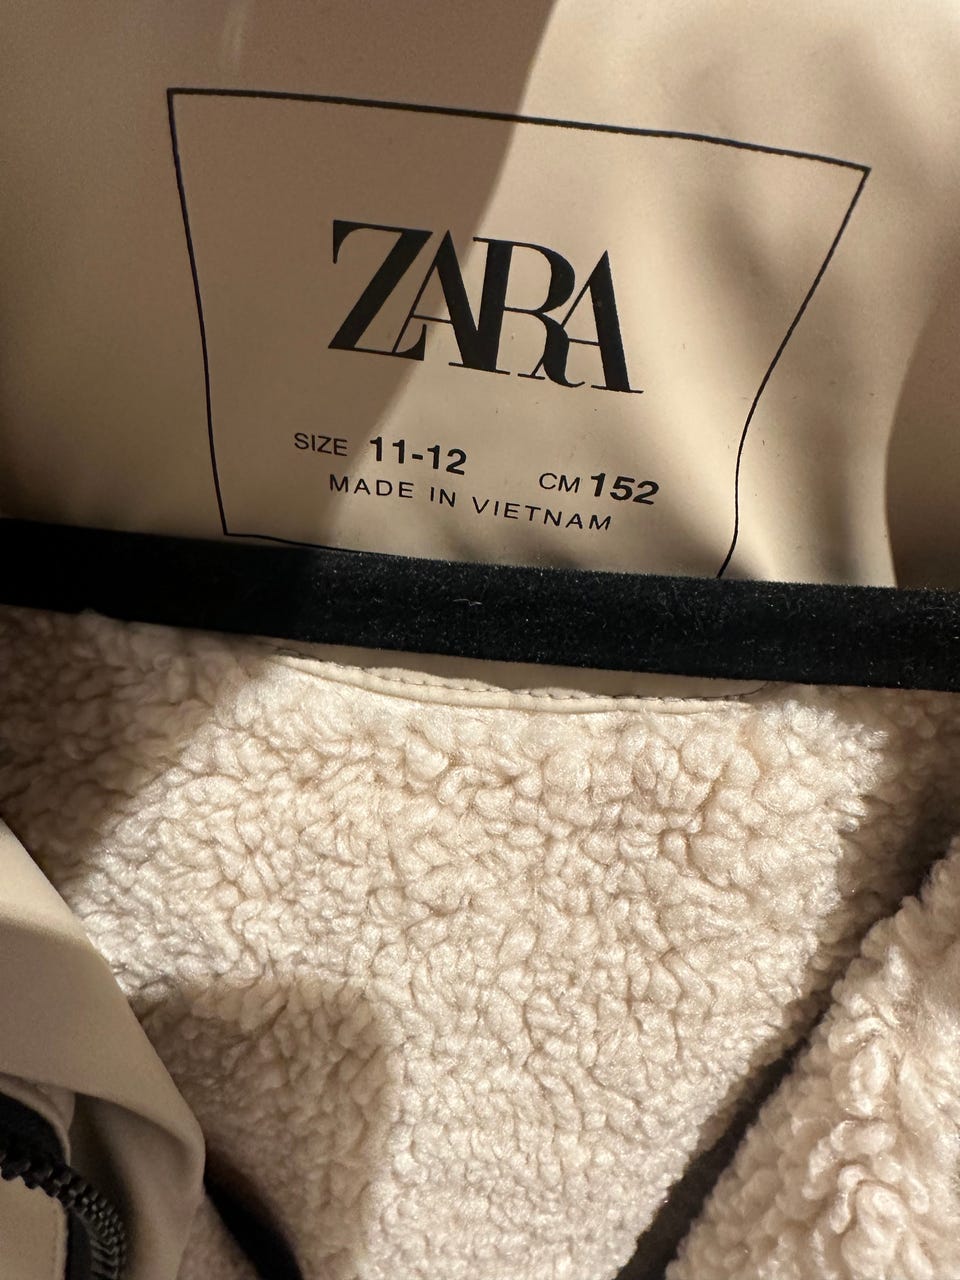 ZARA
SIZE 11-12 CM 152
MADE IN VIETNAM